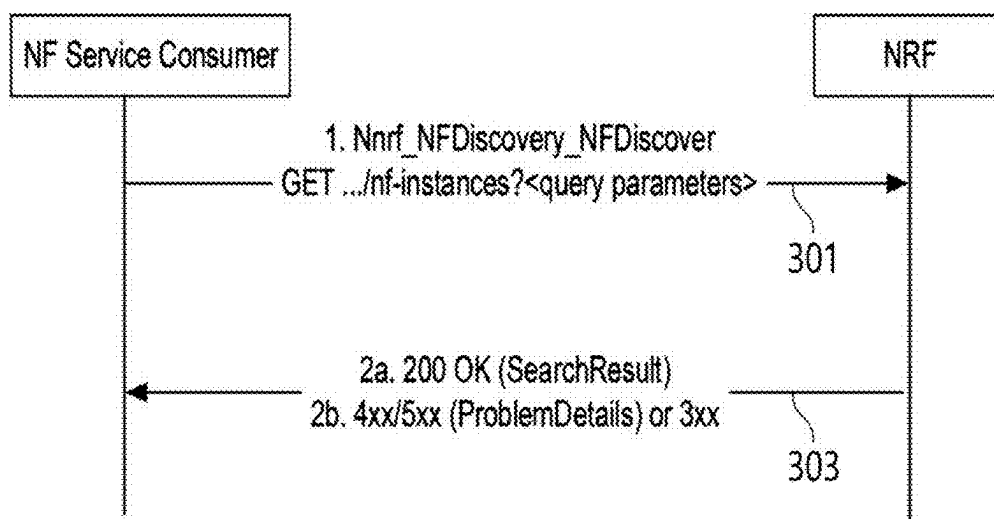 NF Service Consumer
NRF
1. Nnrf_NFDiscovery_NFDiscover
GET .../nf-instances?<query parameters>
301
2a. 200 OK (SearchResult)
2b. 4xx/5xx (ProblemDetails) or 3xx
303